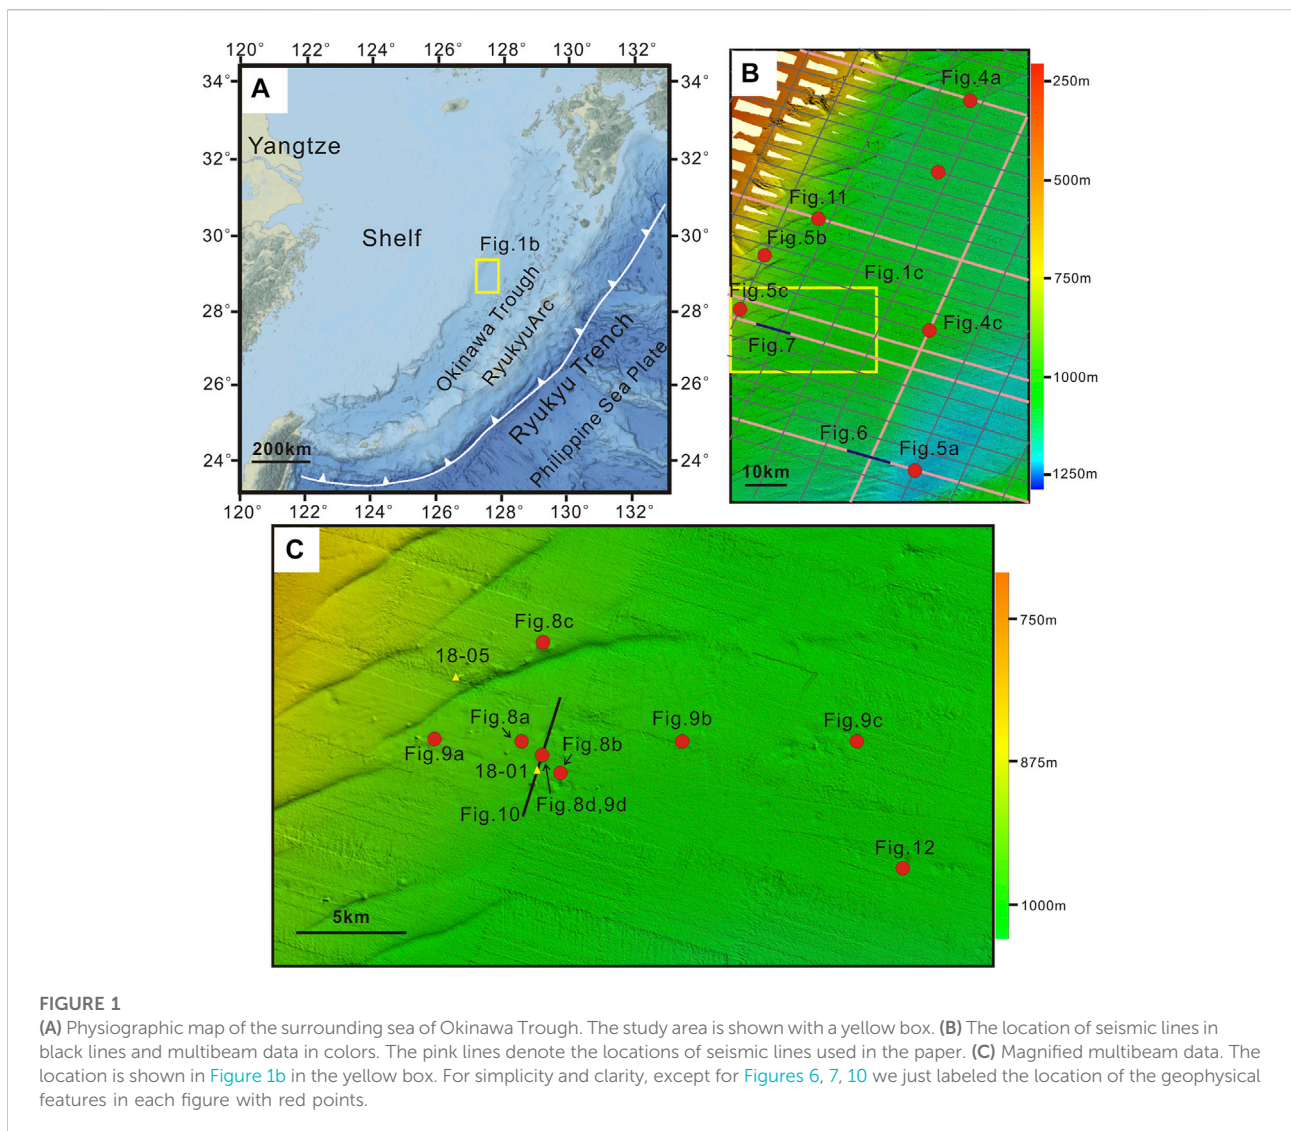 120° 122° 124° 126° 128° 130° 132°
A
34° 34°
Yangtze
32° 32°
30° 30°
Shelf
Fig.1b
28° 28°
Okinawa Trough
RyukyuArc
Ryukyu Trench
Philippine Sea Plate
26° 26°
200km
24° 24°
120° 122° 124° 126° 128° 130° 132°
B
Fig.4a
250m
500m
Fig.11
Fig.5b
Fig.1c
750m
Fig.5c
Fig.4c
Fig.7
1000m
Fig.6
Fig.5a
10km
1250m
C
Fig.8c
750m
18-05
Fig.8a
Fig.9b
Fig.9c
Fig.9a
Fig.8b
18-01
875m
Fig.10
Fig.8d,9d
Fig.12
5km
1000m
FIGURE 1
(A) Physiographic map of the surrounding sea of Okinawa Trough. The study area is shown with a yellow box. (B) The location of seismic lines in
black lines and multibeam data in colors. The pink lines denote the locations of seismic lines used in the paper. (C) Magnified multibeam data. The
location is shown in Figure 1b in the yellow box. For simplicity and clarity, except for Figures 6, 7, 10 we just labeled the location of the geophysical
features in each figure with red points.